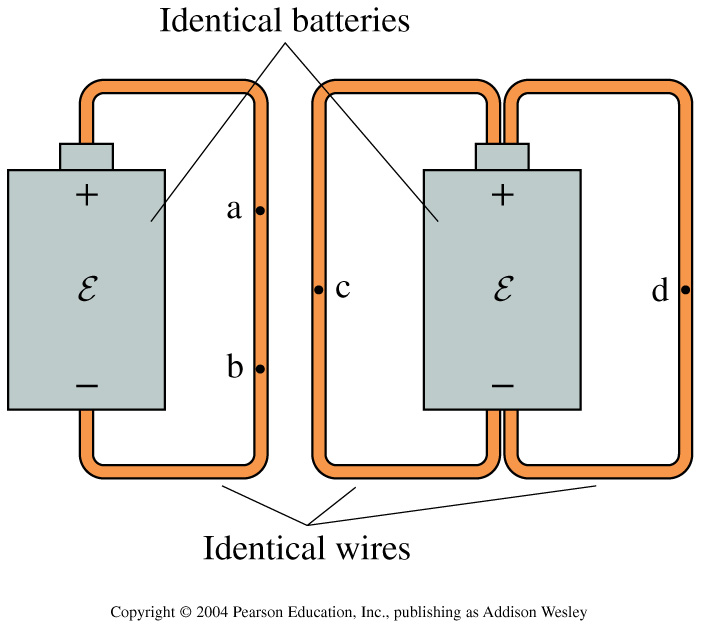 Identical batteries
+
ℰ
−
a
b
c
+
ℰ
−
d
Identical wires
Copyright © 2004 Pearson Education, Inc., publishing as Addison Wesley